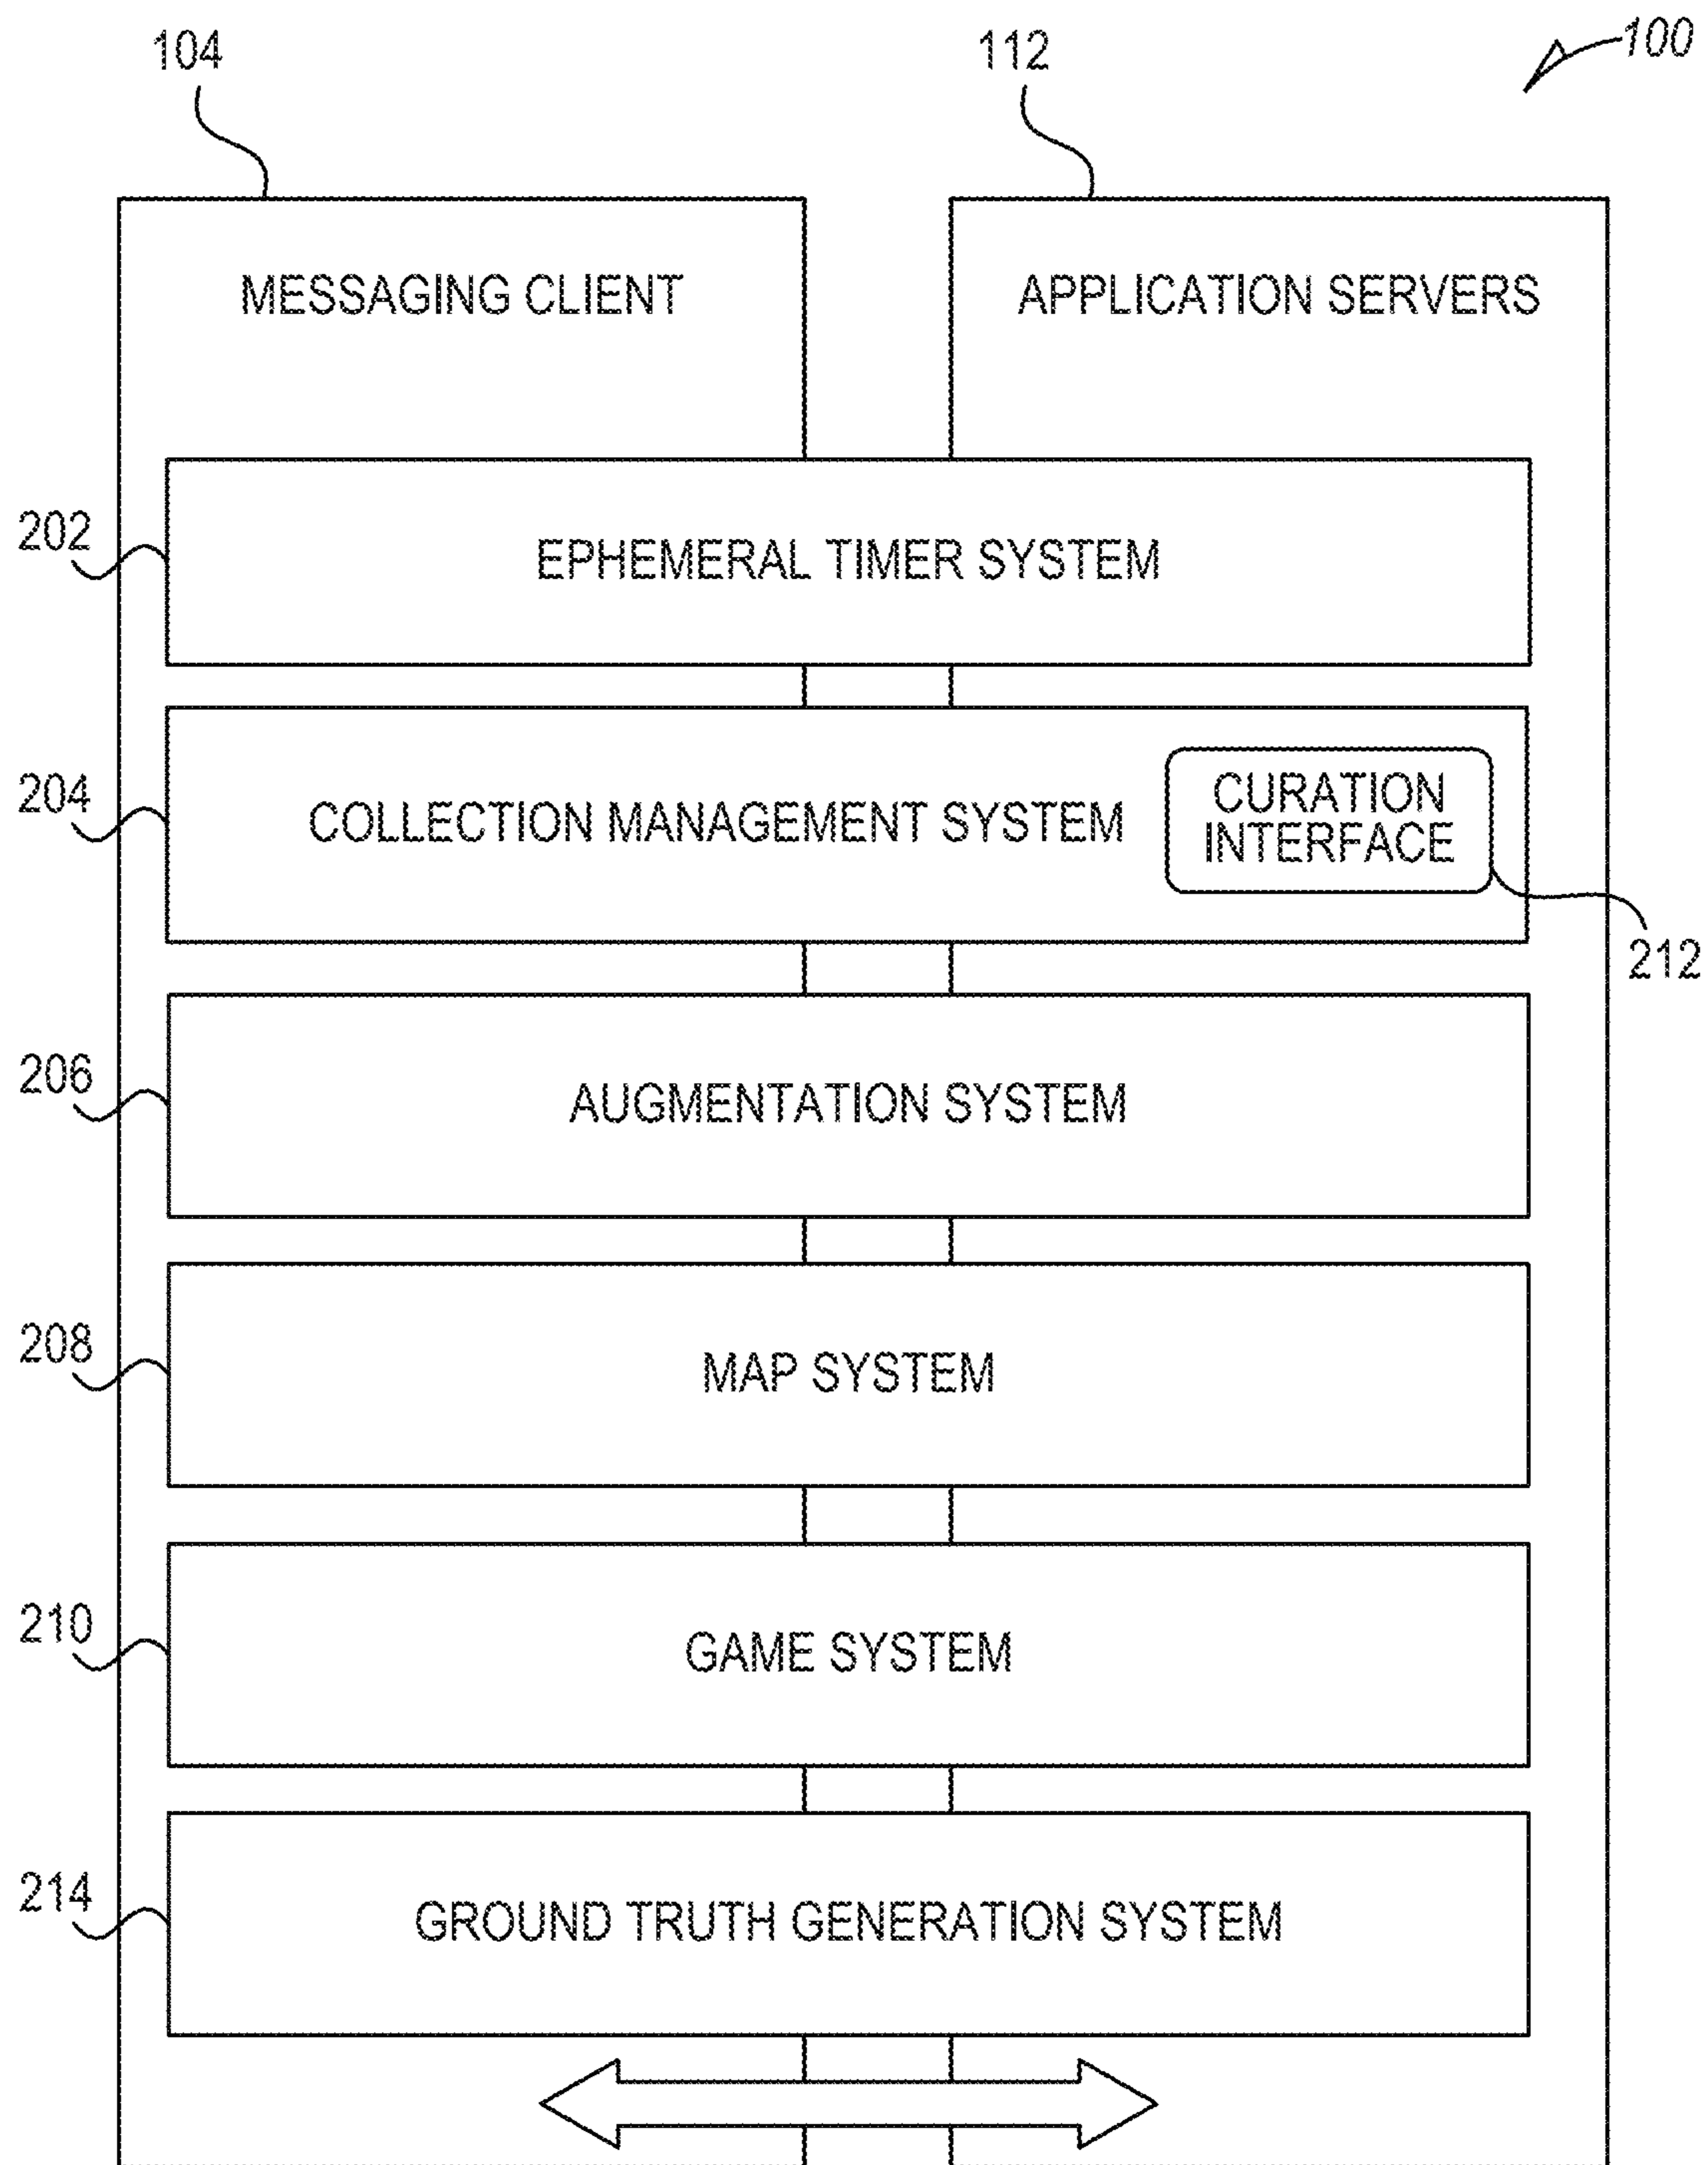 104
112
100
MESSAGING CLIENT
APPLICATION SERVERS
202
EPHEMERAL TIMER SYSTEM
204
COLLECTION MANAGEMENT SYSTEM
CURATION
INTERFACE
212
206
AUGMENTATION SYSTEM
208
MAP SYSTEM
210
GAME SYSTEM
214
GROUND TRUTH GENERATION SYSTEM